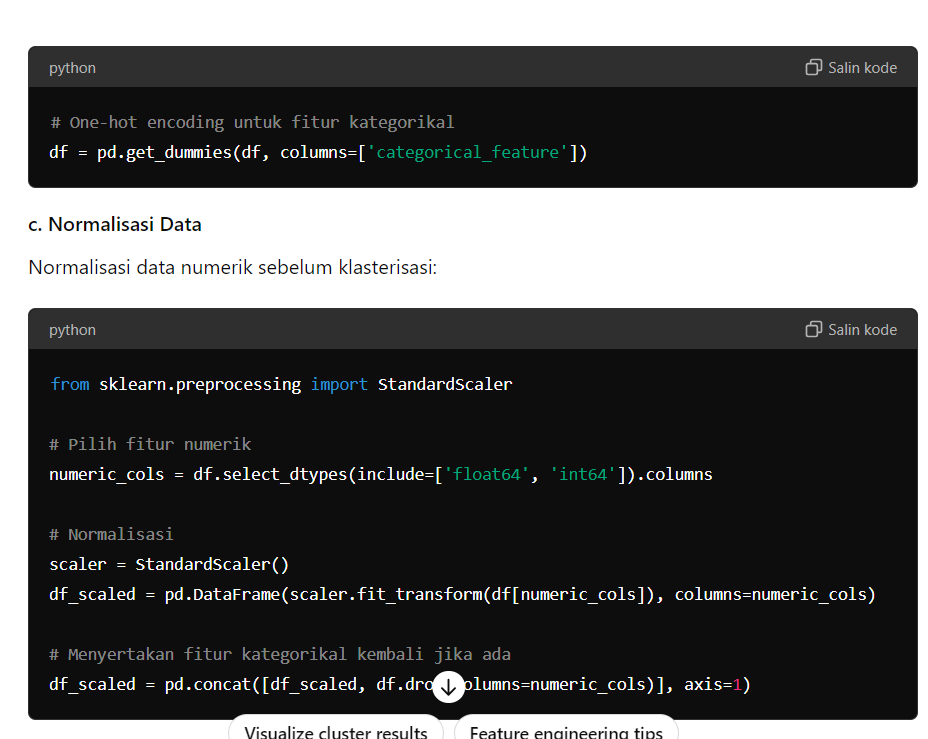 python
Salin kode
# One-hot encoding untuk fitur kategorikal
df = pd.get_dummies(df, columns=['categorical_feature'])
c. Normalisasi Data
Normalisasi data numerik sebelum klasterisasi:
python
Salin kode
from sklearn.preprocessing import StandardScaler
# Pilih fitur numerik
numeric_cols = df.select_dtypes(include=['float64', 'int64']).columns
# Normalisasi
scaler = StandardScaler()
df_scaled = pd.DataFrame(scaler.fit_transform(df[numeric_cols]), columns=numeric_cols)
# Menyertakan fitur kategorikal kembali jika ada
df_scaled = pd.concat([df_scaled, df.dro olumns=numeric_cols)], axis=1)
Visualize cluster results
Feature engineering tips